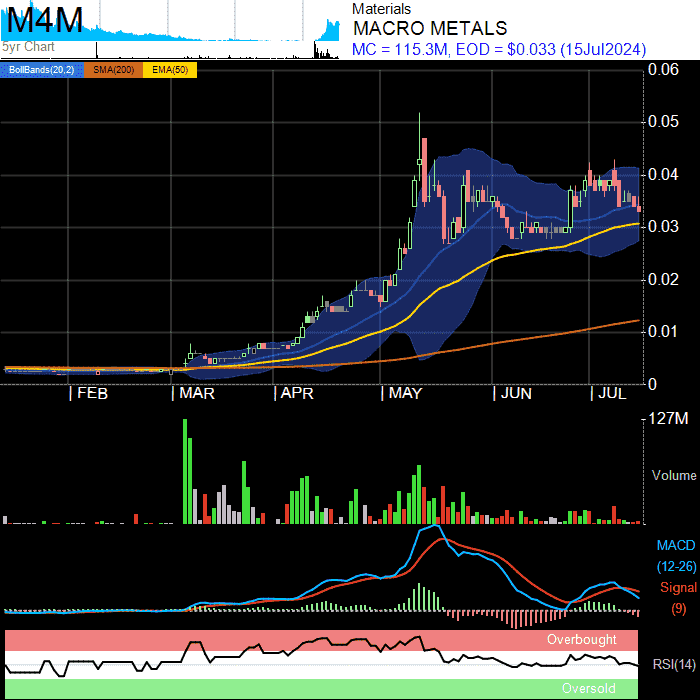 M4M
5yr Chart
Materials
MACRO METALS
MC = 115.3M, EOD = $0.033 (15Jul2024)
BollBands(20,2) SMA(200) EMA(50)
0.06
0.05
0.04
0.03
0.02
0.01
0
| FEB | MAR | APR | MAY | JUN | JUL
127M
Volume
MACD
(12-26)
Signal
(9)
Overbought
RSI(14)
Oversold